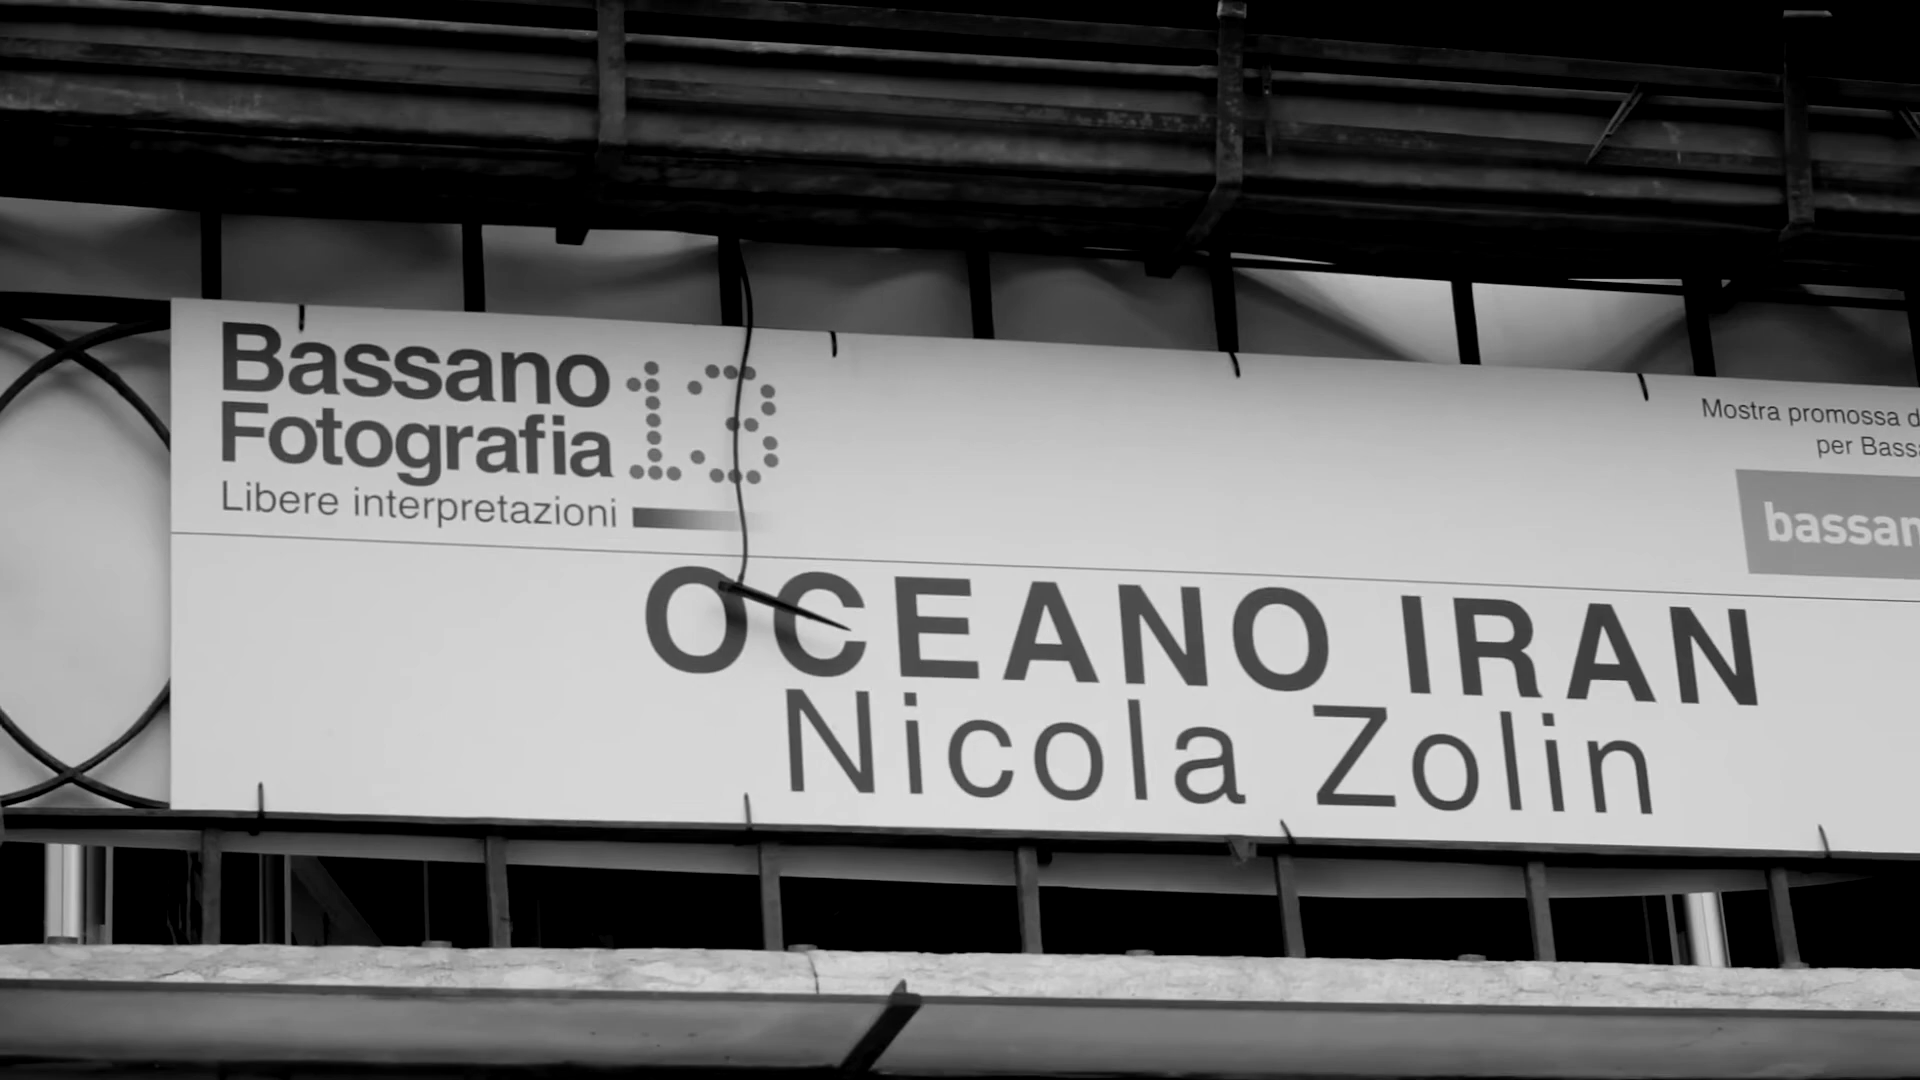 Bassano
Fotografia 13
Libere interpretazioni
Mostra promossa d
per Bassa
bassan
OCEANO IRAN
Nicola Zolin